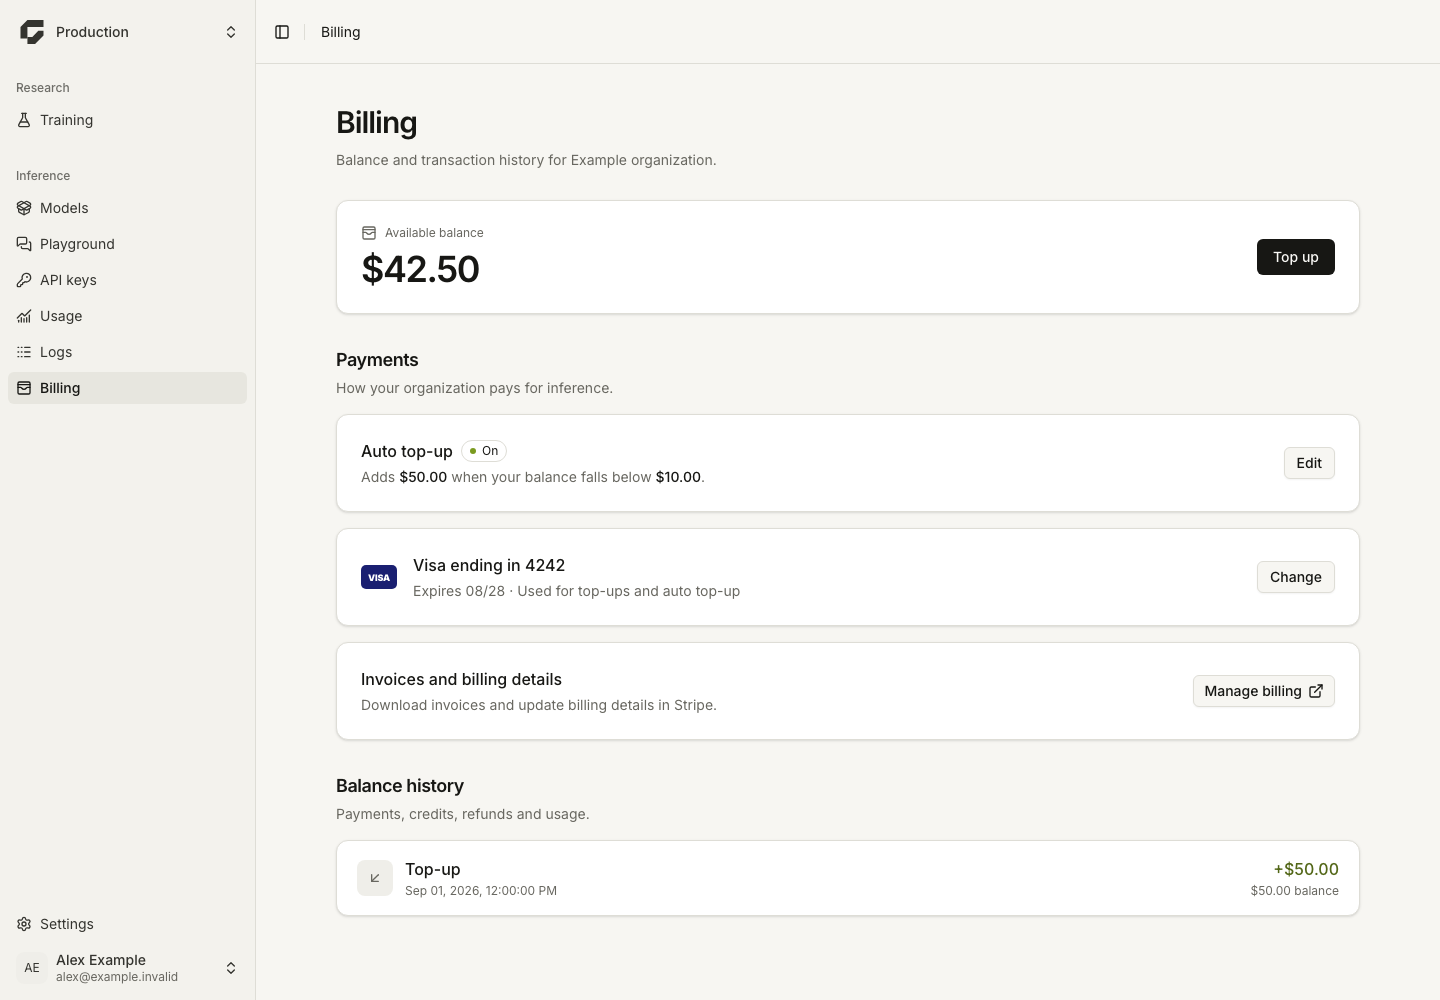 Production
Research
Training
Inference
Models
Playground
API keys
Usage
Logs
Billing
Settings
AE
Alex Example
alex@example.invalid
Billing
Billing
Balance and transaction history for Example organization.
Available balance
$42.50
Top up
Payments
How your organization pays for inference.
Auto top-up
On
Adds $50.00 when your balance falls below $10.00.
Edit
VISA
Visa ending in 4242
Expires 08/28 · Used for top-ups and auto top-up
Change
Invoices and billing details
Download invoices and update billing details in Stripe.
Manage billing
Balance history
Payments, credits, refunds and usage.
Top-up
Sep 01, 2026, 12:00:00 PM
+$50.00
$50.00 balance